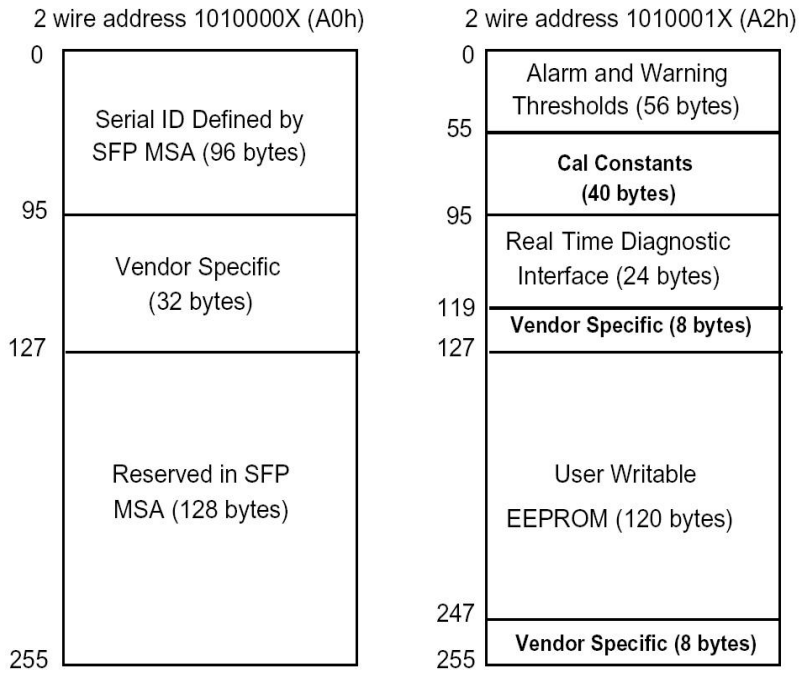 2 wire address 1010000X (A0h)
0
Serial ID Defined by
SFP MSA (96 bytes)
95
Vendor Specific
(32 bytes)
127
Reserved in SFP
MSA (128 bytes)
255
2 wire address 1010001X (A2h)
0
Alarm and Warning
Thresholds (56 bytes)
55
Cal Constants
(40 bytes)
95
Real Time Diagnostic
Interface (24 bytes)
119
Vendor Specific (8 bytes)
127
User Writable
EEPROM (120 bytes)
247
Vendor Specific (8 bytes)
255